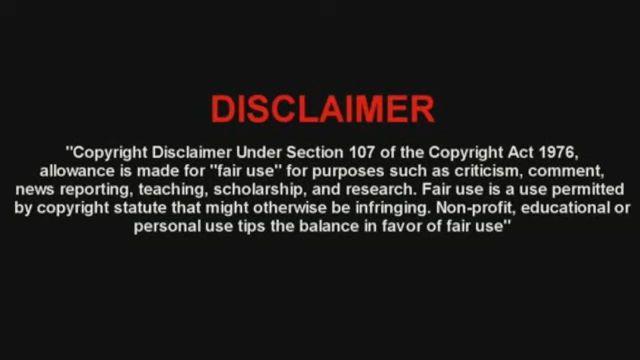 DISCLAIMER
"Copyright Disclaimer Under Section 107 of the Copyright Act 1976,
allowance is made for "fair use" for purposes such as criticism, comment,
news reporting, teaching, scholarship, and research. Fair use is a use permitted
by copyright statute that might otherwise be infringing. Non-profit, educational or
personal use tips the balance in favor of fair use"